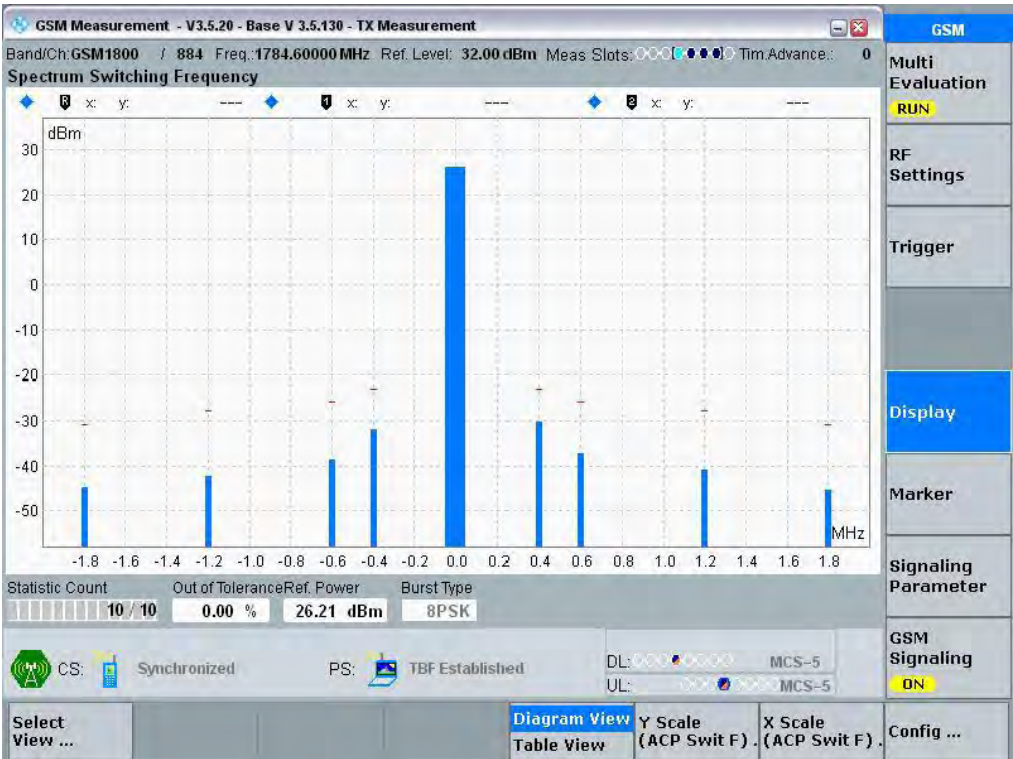 GSM Measurement - V3.5.20 - Base V 3.5.130 - TX Measurement
GSM
Band/Ch:GSM1800 / 884 Freq.:1784.60000 MHz Ref. Level: 32.00 dBm Meas Slots: Tim.Advance.: 0
Spectrum Switching Frequency
R x: y: --- 1 x: y: --- 2 x: y: ---
dBm
30
20
10
0
-10
-20
-30
-40
-50
MHz
-1.8 -1.6 -1.4 -1.2 -1.0 -0.8 -0.6 -0.4 -0.2 0.0 0.2 0.4 0.6 0.8 1.0 1.2 1.4 1.6 1.8
Statistic Count Out of Tolerance Ref. Power Burst Type
10 / 10 0.00 % 26.21 dBm 8PSK
CS: Synchronized PS: TBF Established
DL: MCS-5
UL: MCS-5
Multi
Evaluation
RUN
RF
Settings
Trigger
Display
Marker
Signaling
Parameter
GSM
Signaling
ON
Select
View ...
Diagram View
Table View
Y Scale
(ACP Swit F) .
X Scale
(ACP Swit F) .
Config ...